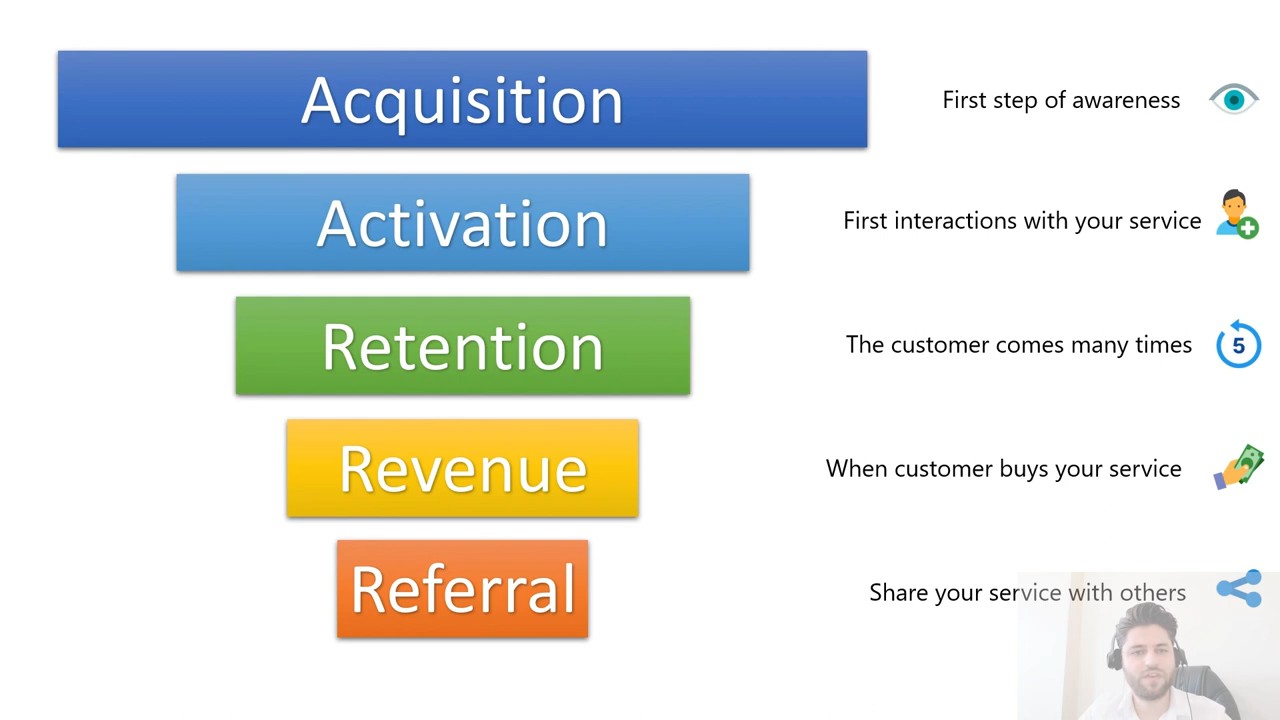 Acquisition
First step of awareness
Activation
First interactions with your service
Retention
The customer comes many times
5
Revenue
When customer buys your service
Referral
Share your service with others